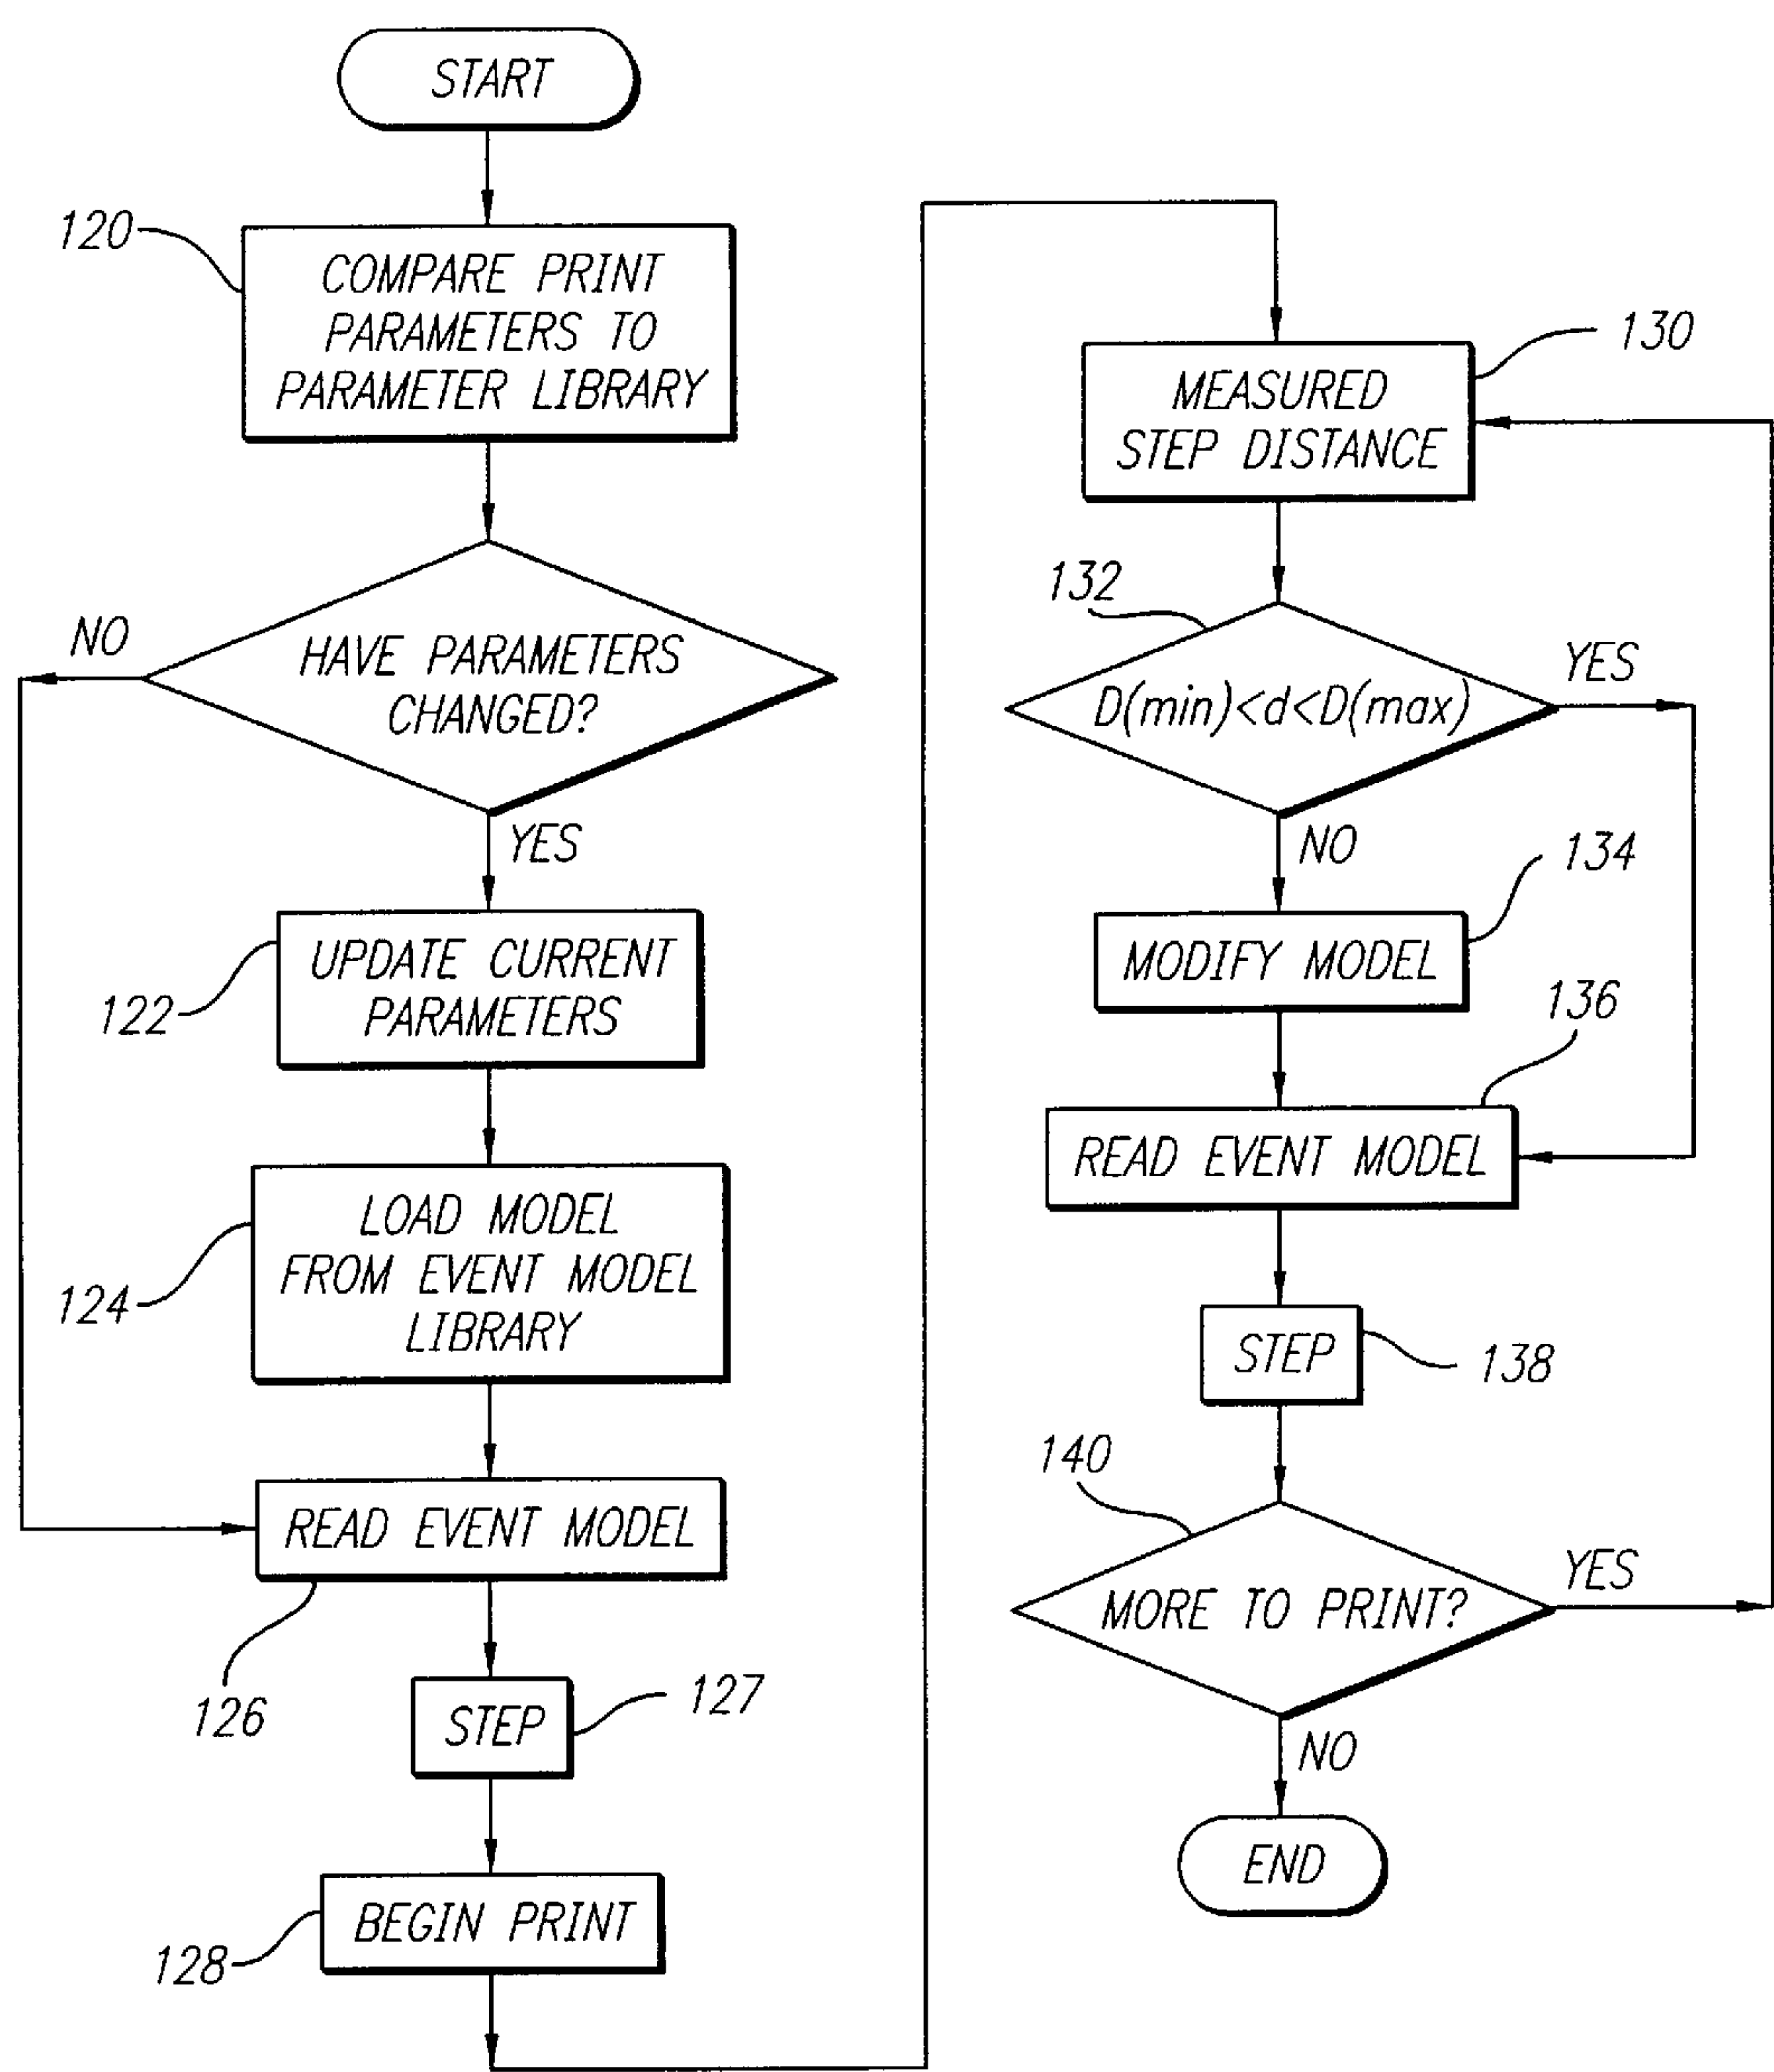 START
120
COMPARE PRINT
PARAMETERS TO
PARAMETER LIBRARY
NO
HAVE PARAMETERS
CHANGED?
YES
UPDATE CURRENT
PARAMETERS
122
LOAD MODEL
FROM EVENT MODEL
LIBRARY
124
READ EVENT MODEL
126
STEP
127
BEGIN PRINT
128
MEASURED
STEP DISTANCE
130
132
D(min)<d<D(max)
YES
NO
MODIFY MODEL
134
136
READ EVENT MODEL
STEP
138
140
MORE TO PRINT?
YES
NO
END